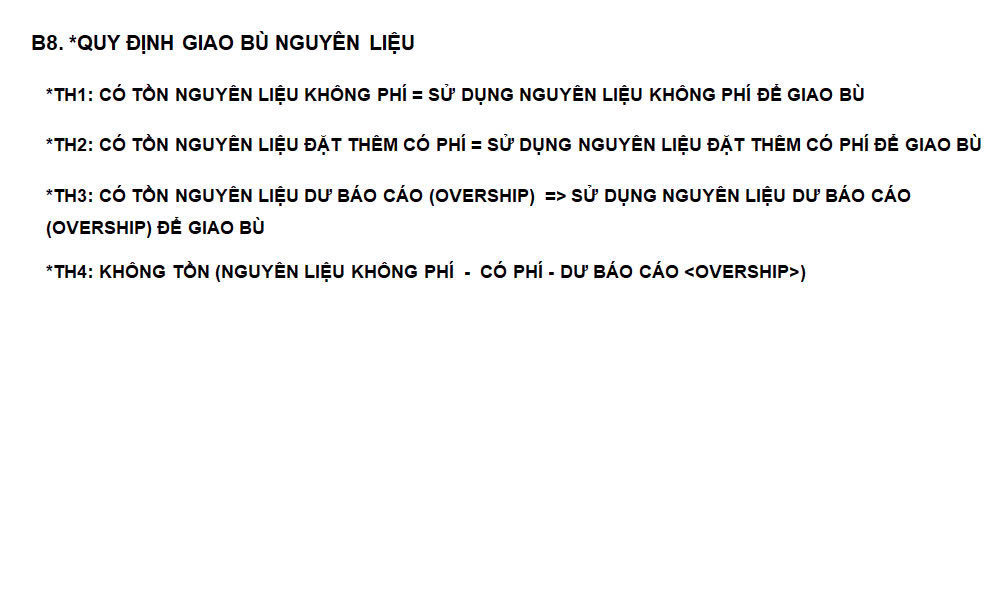 B8. *QUY ĐỊNH GIAO BÙ NGUYÊN LIỆU
*TH1: CÓ TỒN NGUYÊN LIỆU KHÔNG PHÍ = SỬ DỤNG NGUYÊN LIỆU KHÔNG PHÍ ĐỂ GIAO BÙ
*TH2: CÓ TỒN NGUYÊN LIỆU ĐẶT THÊM CÓ PHÍ = SỬ DỤNG NGUYÊN LIỆU ĐẶT THÊM CÓ PHÍ ĐỂ GIAO BÙ
*TH3: CÓ TỒN NGUYÊN LIỆU DƯ BÁO CÁO (OVERSHIP) => SỬ DỤNG NGUYÊN LIỆU DƯ BÁO CÁO
(OVERSHIP) ĐỂ GIAO BÙ
*TH4: KHÔNG TỒN (NGUYÊN LIỆU KHÔNG PHÍ - CÓ PHÍ - DƯ BÁO CÁO <OVERSHIP>)